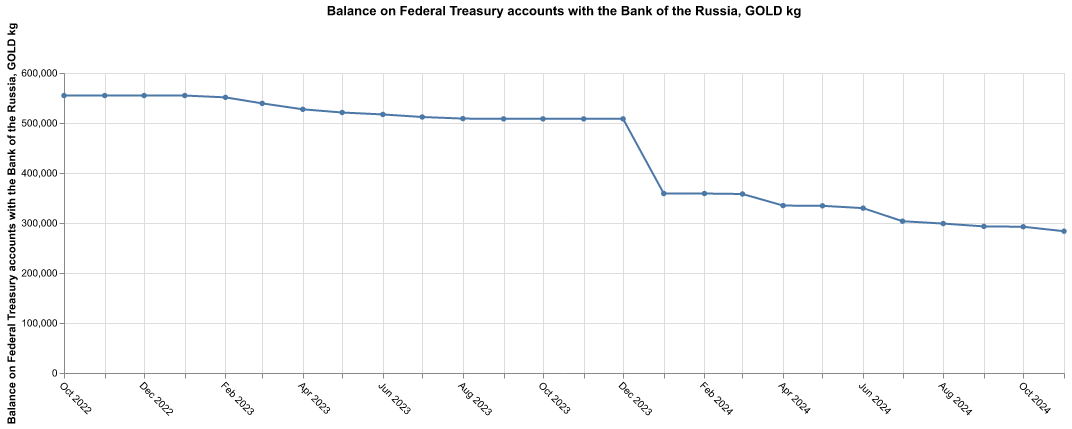 Balance on Federal Treasury accounts with the Bank of the Russia, GOLD kg
Balance on Federal Treasury accounts with the Bank of the Russia, GOLD kg
600,000
500,000
400,000
300,000
200,000
100,000
0
Oct 2022
Dec 2022
Feb 2023
Apr 2023
Jun 2023
Aug 2023
Oct 2023
Dec 2023
Feb 2024
Apr 2024
Jun 2024
Aug 2024
Oct 2024